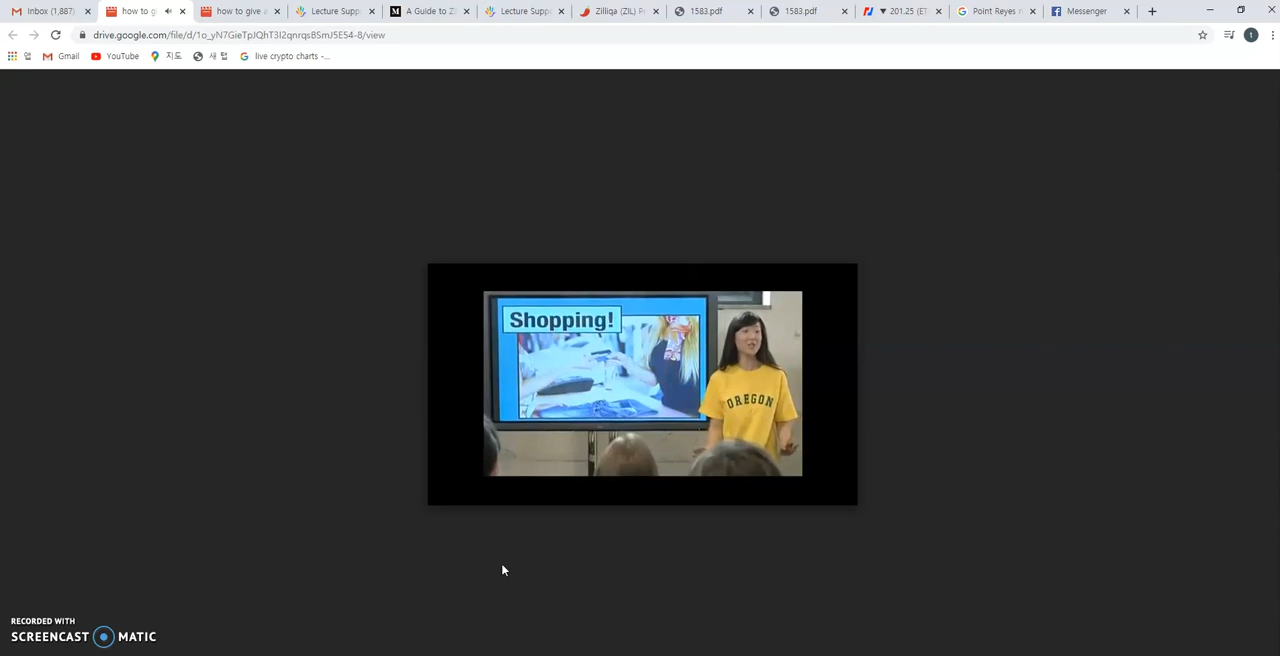 Inbox (1,887)
how to gi
how to give a
Lecture Supp
A Guide to Zi
Lecture Supp
Zilliqa (ZIL) P
1583.pdf
1583.pdf
▼ 201.25 (ET
Point Reyes n
Messenger
drive.google.com/file/d/1o_yN7GieTpJQhT3I2qnrqsBSmJ5E54-8/view
t
앱
Gmail
YouTube
지도
새 탭
live crypto charts -...
Shopping!
OREGON
RECORDED WITH
SCREENCAST MATIC